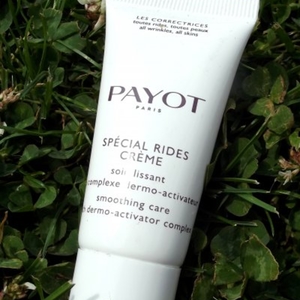 LES CORRECTRICES
toutes rides, toutes peaux
all wrinkles, all skins
PAYOT
PARIS
SPÉCIAL RIDES
CRÈME
soin lissant
complexe dermo-activateur
smoothing care
dermo-activator complex